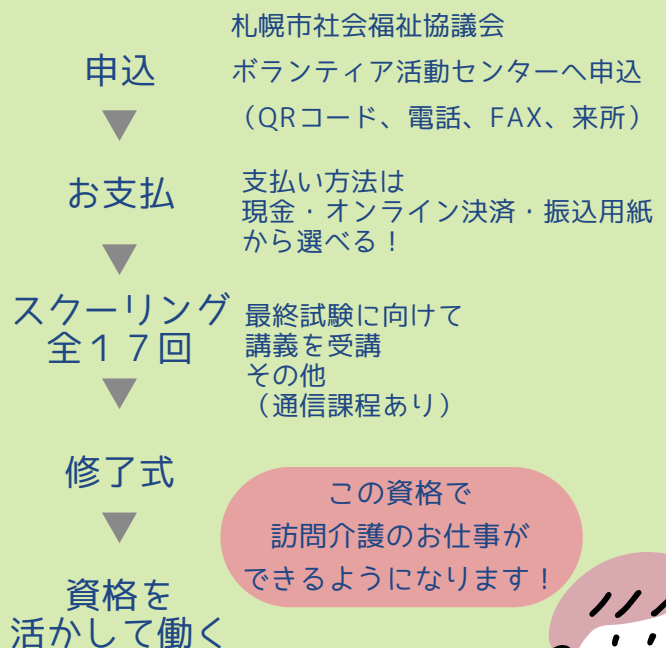 札幌市社会福祉協議会
申込
ボランティア活動センターへ申込
（QRコード、電話、FAX、来所）
お支払
支払い方法は
現金・オンライン決済・振込用紙
から選べる！
スクーリング
全１７回
最終試験に向けて
講義を受講
その他
（通信課程あり）
修了式
この資格で
訪問介護のお仕事が
できるようになります！
資格を
活かして働く